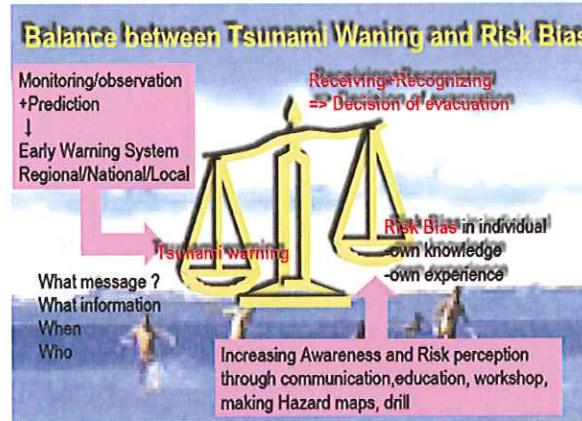 Balance between Tsunami Waning and Risk Bias
Monitoring/observation
+Prediction
↓
Early Warning System
Regional/National/Local
Receiving+Recognizing
=> Decision of evacuation
Tsunami warning
Risk Bias in individual
-own knowledge
-own experience
What message ?
What information
When
Who
Increasing Awareness and Risk perception
through communication,education, workshop,
making Hazard maps, drill